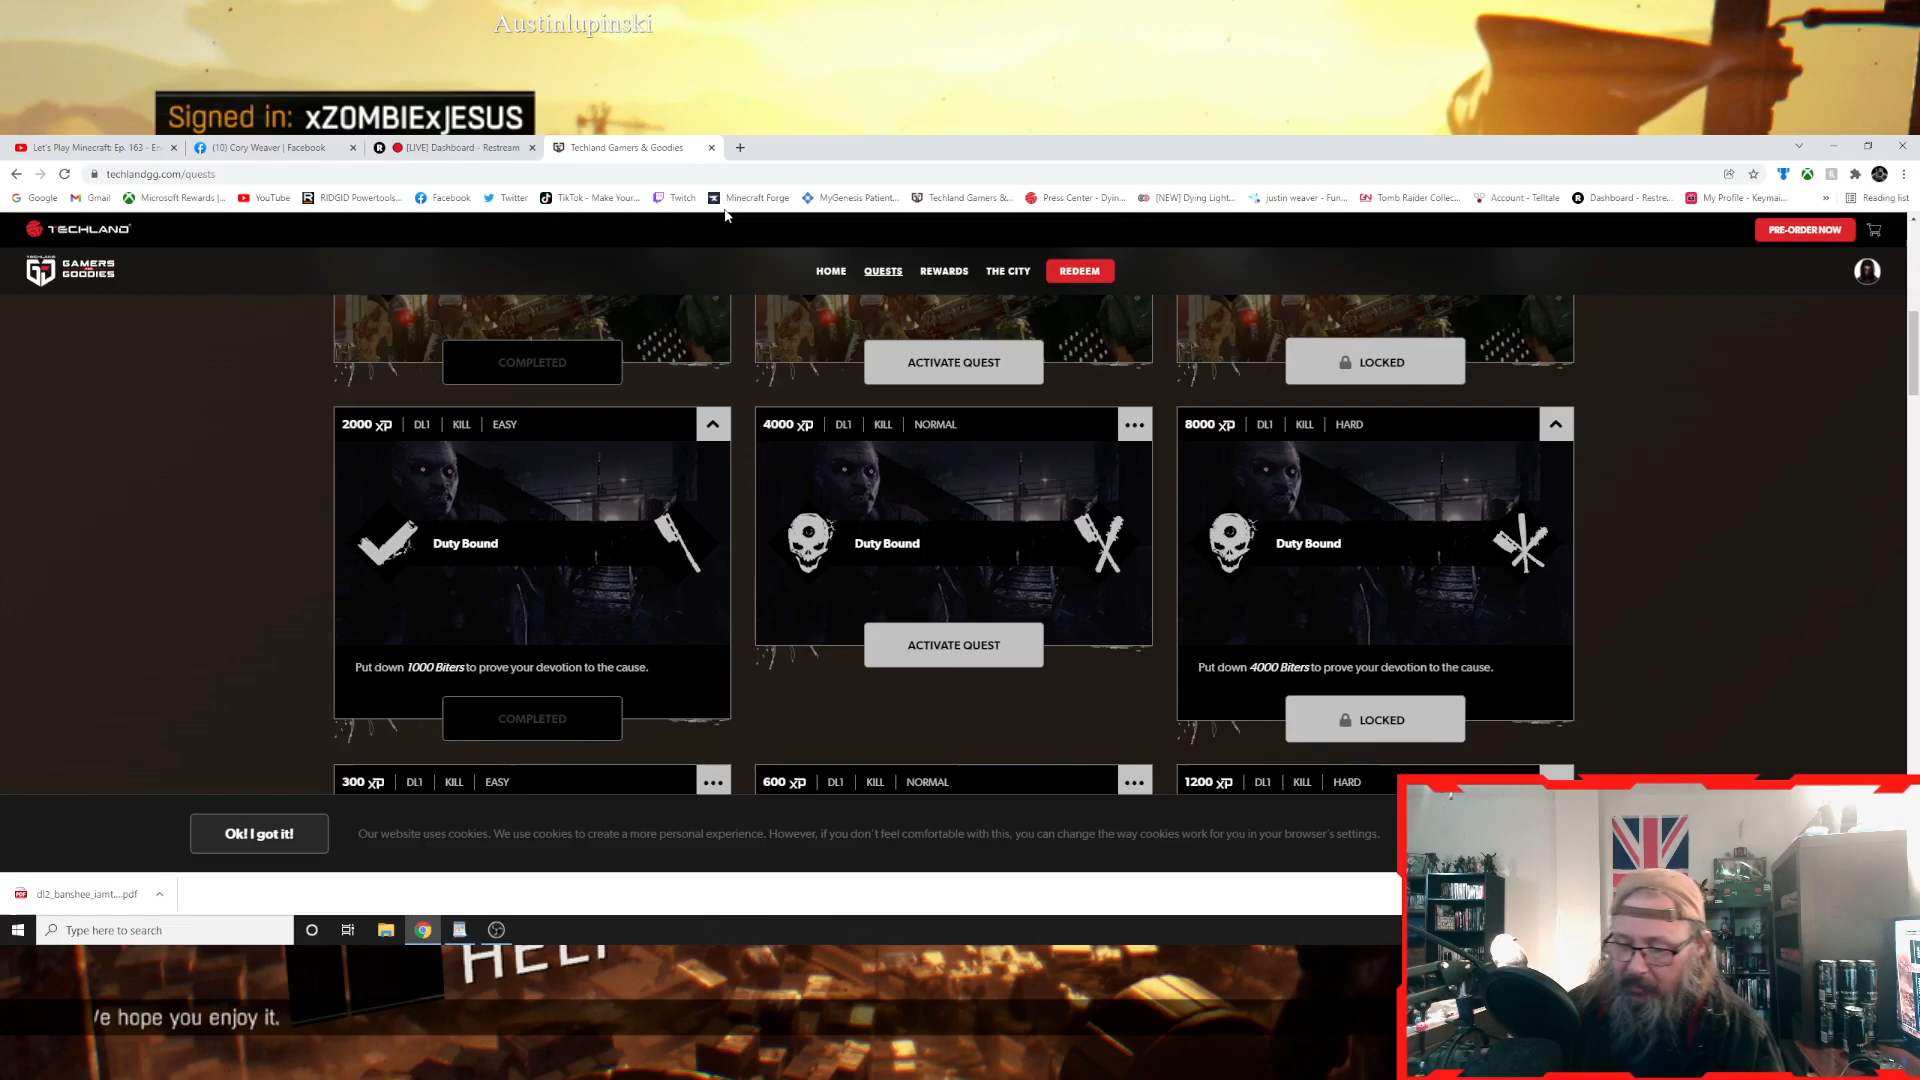 Austinlupinski
Signed in: xZOMBIExJESUS
Let's Play Minecraft: Ep. 163 - En
(10) Cory Weaver | Facebook
[LIVE] Dashboard - Restream
Techland Gamers & Goodies
techlandgg.com/quests
Google
Gmail
Microsoft Rewards |...
YouTube
RIDGID Powertools...
Facebook
Twitter
TikTok - Make Your...
Twitch
Minecraft Forge
MyGenesis Patient...
Techland Gamers &...
Press Center - Dyin...
[NEW] Dying Light...
justin weaver - Fun...
Tomb Raider Collec...
Account - Telltale
Dashboard - Restre...
My Profile - Keymai...
Reading list
TECHLAND
PRE-ORDER NOW
TECHLAND
GAMERS AND GOODIES
HOME
QUESTS
REWARDS
THE CITY
REDEEM
COMPLETED
ACTIVATE QUEST
LOCKED
2000 XP | DL1 | KILL | EASY
4000 XP | DL1 | KILL | NORMAL
8000 XP | DL1 | KILL | HARD
Duty Bound
Duty Bound
Duty Bound
ACTIVATE QUEST
Put down 1000 Biters to prove your devotion to the cause.
Put down 4000 Biters to prove your devotion to the cause.
COMPLETED
LOCKED
300 XP | DL1 | KILL | EASY
600 XP | DL1 | KILL | NORMAL
1200 XP | DL1 | KILL | HARD
Ok! I got it!
Our website uses cookies. We use cookies to create a more personal experience. However, if you don't feel comfortable with this, you can change the way cookies work for you in your browser's settings.
dl2_banshee_iamt....pdf
Type here to search
HELP
We hope you enjoy it.